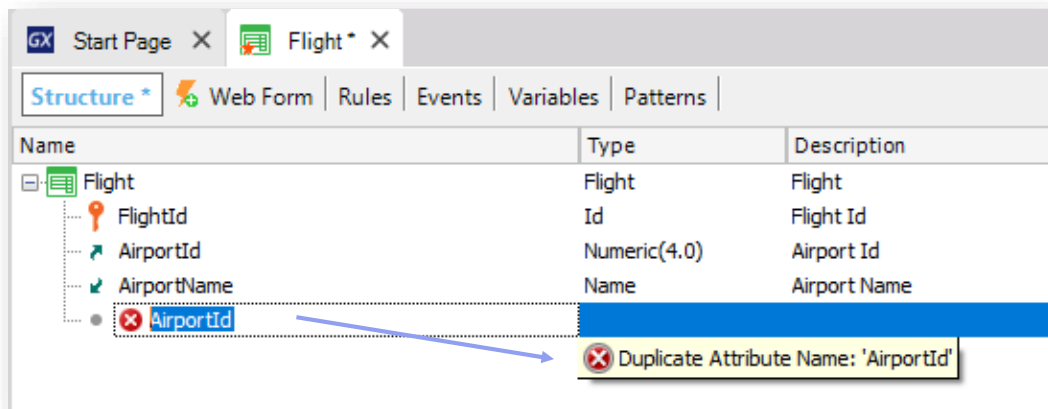 GX Start Page Flight *
Structure * Web Form Rules Events Variables Patterns
Name Type Description
Flight Flight Flight
FlightId Id Flight Id
AirportId Numeric(4.0) Airport Id
AirportName Name Airport Name
AirportId
Duplicate Attribute Name: 'AirportId'